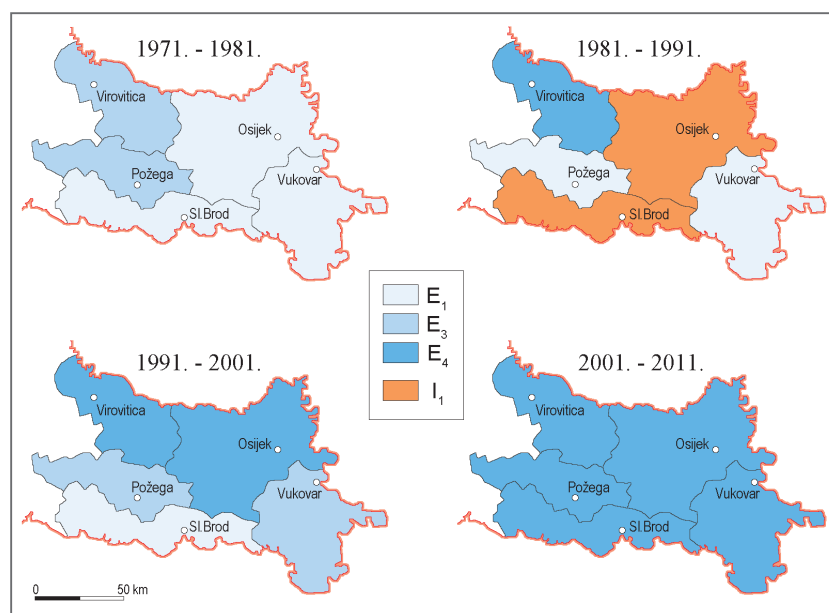 1971. - 1981.
Virovitica
Osijek
Požega
Vukovar
Sl.Brod
1981. - 1991.
Virovitica
Osijek
Požega
Vukovar
Sl.Brod
E₁
E₃
E₄
I₁
1991. - 2001.
Virovitica
Osijek
Požega
Vukovar
Sl.Brod
0 50 km
2001. - 2011.
Virovitica
Osijek
Požega
Vukovar
Sl.Brod